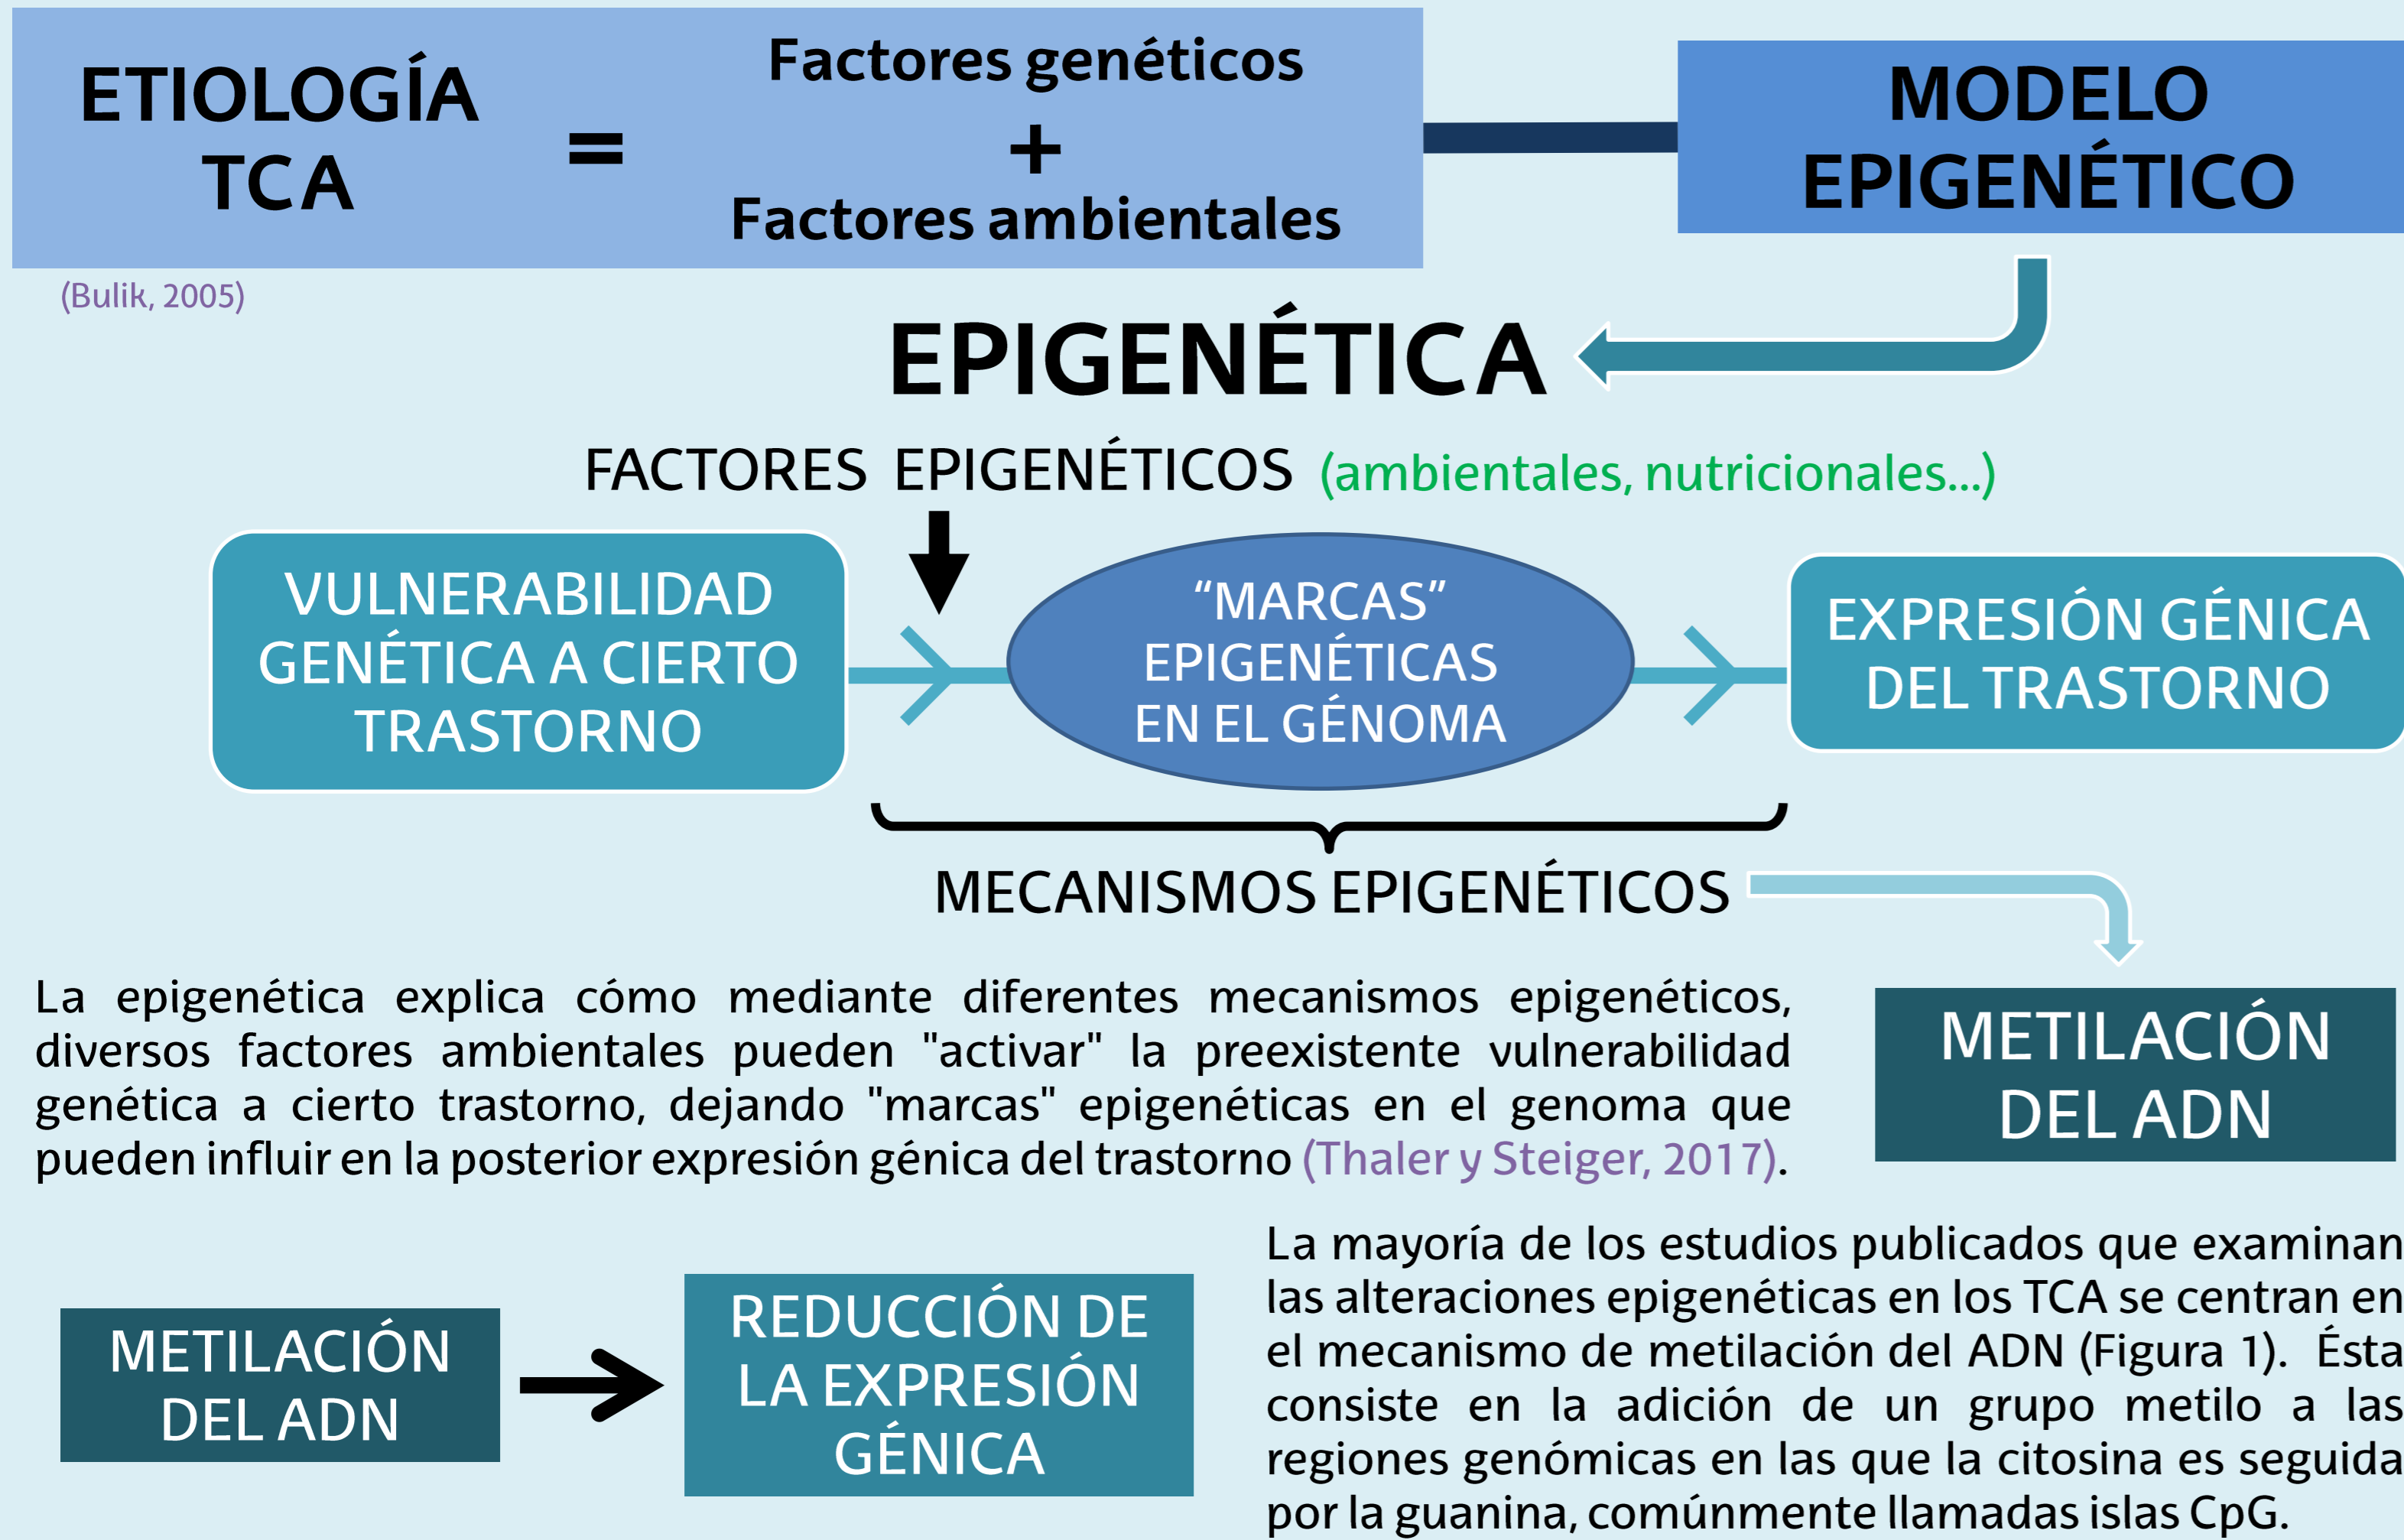 ETIOLOGÍA
TCA
=
Factores genéticos
+
Factores ambientales
MODELO
EPIGENÉTICO
(Bulik, 2005)
EPIGENÉTICA
FACTORES EPIGENÉTICOS (ambientales, nutricionales...)
VULNERABILIDAD
GENÉTICA A CIERTO
TRASTORNO
“MARCAS”
EPIGENÉTICAS
EN EL GÉNOMA
EXPRESIÓN GÉNICA
DEL TRASTORNO
MECANISMOS EPIGENÉTICOS
La epigenética explica cómo mediante diferentes mecanismos epigenéticos,
diversos factores ambientales pueden "activar" la preexistente vulnerabilidad
genética a cierto trastorno, dejando "marcas" epigenéticas en el genoma que
pueden influir en la posterior expresión génica del trastorno (Thaler y Steiger, 2017).
METILACIÓN
DEL ADN
METILACIÓN
DEL ADN
REDUCCIÓN DE
LA EXPRESIÓN
GÉNICA
La mayoría de los estudios publicados que examinan
las alteraciones epigenéticas en los TCA se centran en
el mecanismo de metilación del ADN (Figura 1). Ésta
consiste en la adición de un grupo metilo a las
regiones genómicas en las que la citosina es seguida
por la guanina, comúnmente llamadas islas CpG.